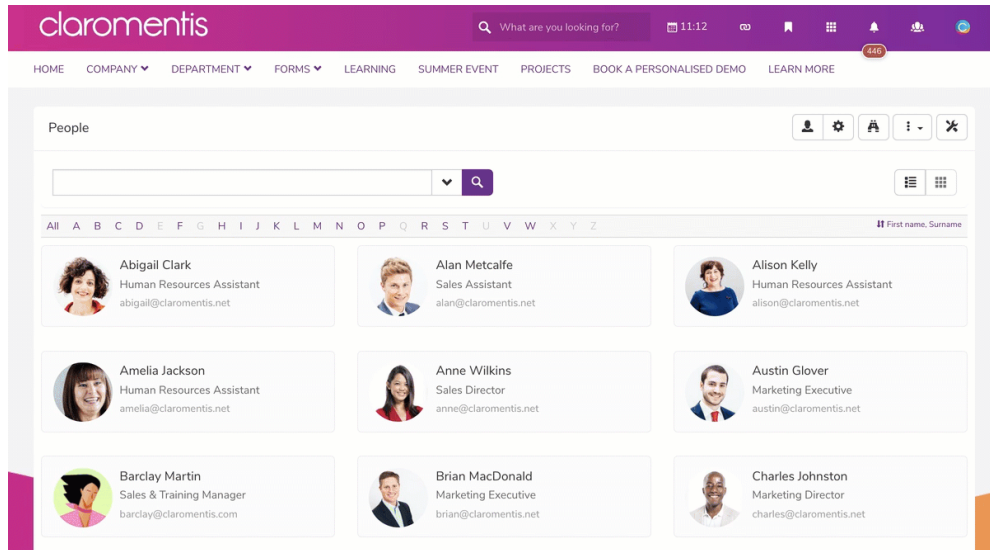 claromentis
What are you looking for?
11:12
446
HOME COMPANY DEPARTMENT FORMS LEARNING SUMMER EVENT PROJECTS BOOK A PERSONALISED DEMO LEARN MORE
People
All A B C D E F G H I J K L M N O P Q R S T U V W X Y Z
First name, Surname
Abigail Clark
Human Resources Assistant
abigail@claromentis.net
Alan Metcalfe
Sales Assistant
alan@claromentis.net
Alison Kelly
Human Resources Assistant
alison@claromentis.net
Amelia Jackson
Human Resources Assistant
amelia@claromentis.net
Anne Wilkins
Sales Director
anne@claromentis.net
Austin Glover
Marketing Executive
austin@claromentis.net
Barclay Martin
Sales & Training Manager
barclay@claromentis.com
Brian MacDonald
Marketing Executive
brian@claromentis.net
Charles Johnston
Marketing Director
charles@claromentis.net